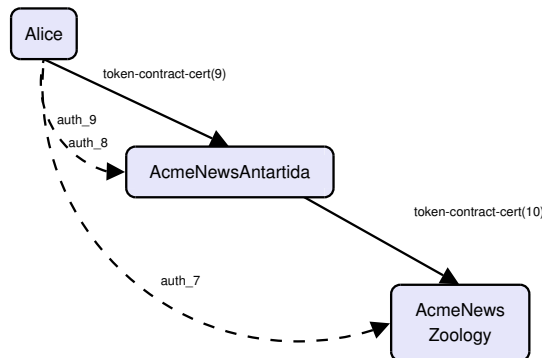 Alice
token-contract-cert(9)
auth_9
auth_8
AcmeNewsAntartida
token-contract-cert(10)
auth_7
AcmeNews
Zoology